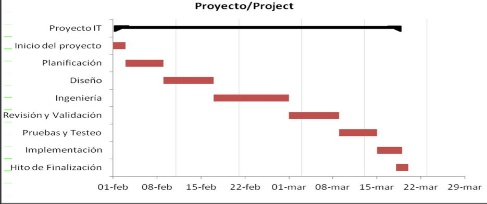 Proyecto/Project
Proyecto IT
Inicio del proyecto
Planificación
Diseño
Ingeniería
Revisión y Validación
Pruebas y Testeo
Implementación
Hito de Finalización
01-feb 08-feb 15-feb 22-feb 01-mar 08-mar 15-mar 22-mar 29-mar